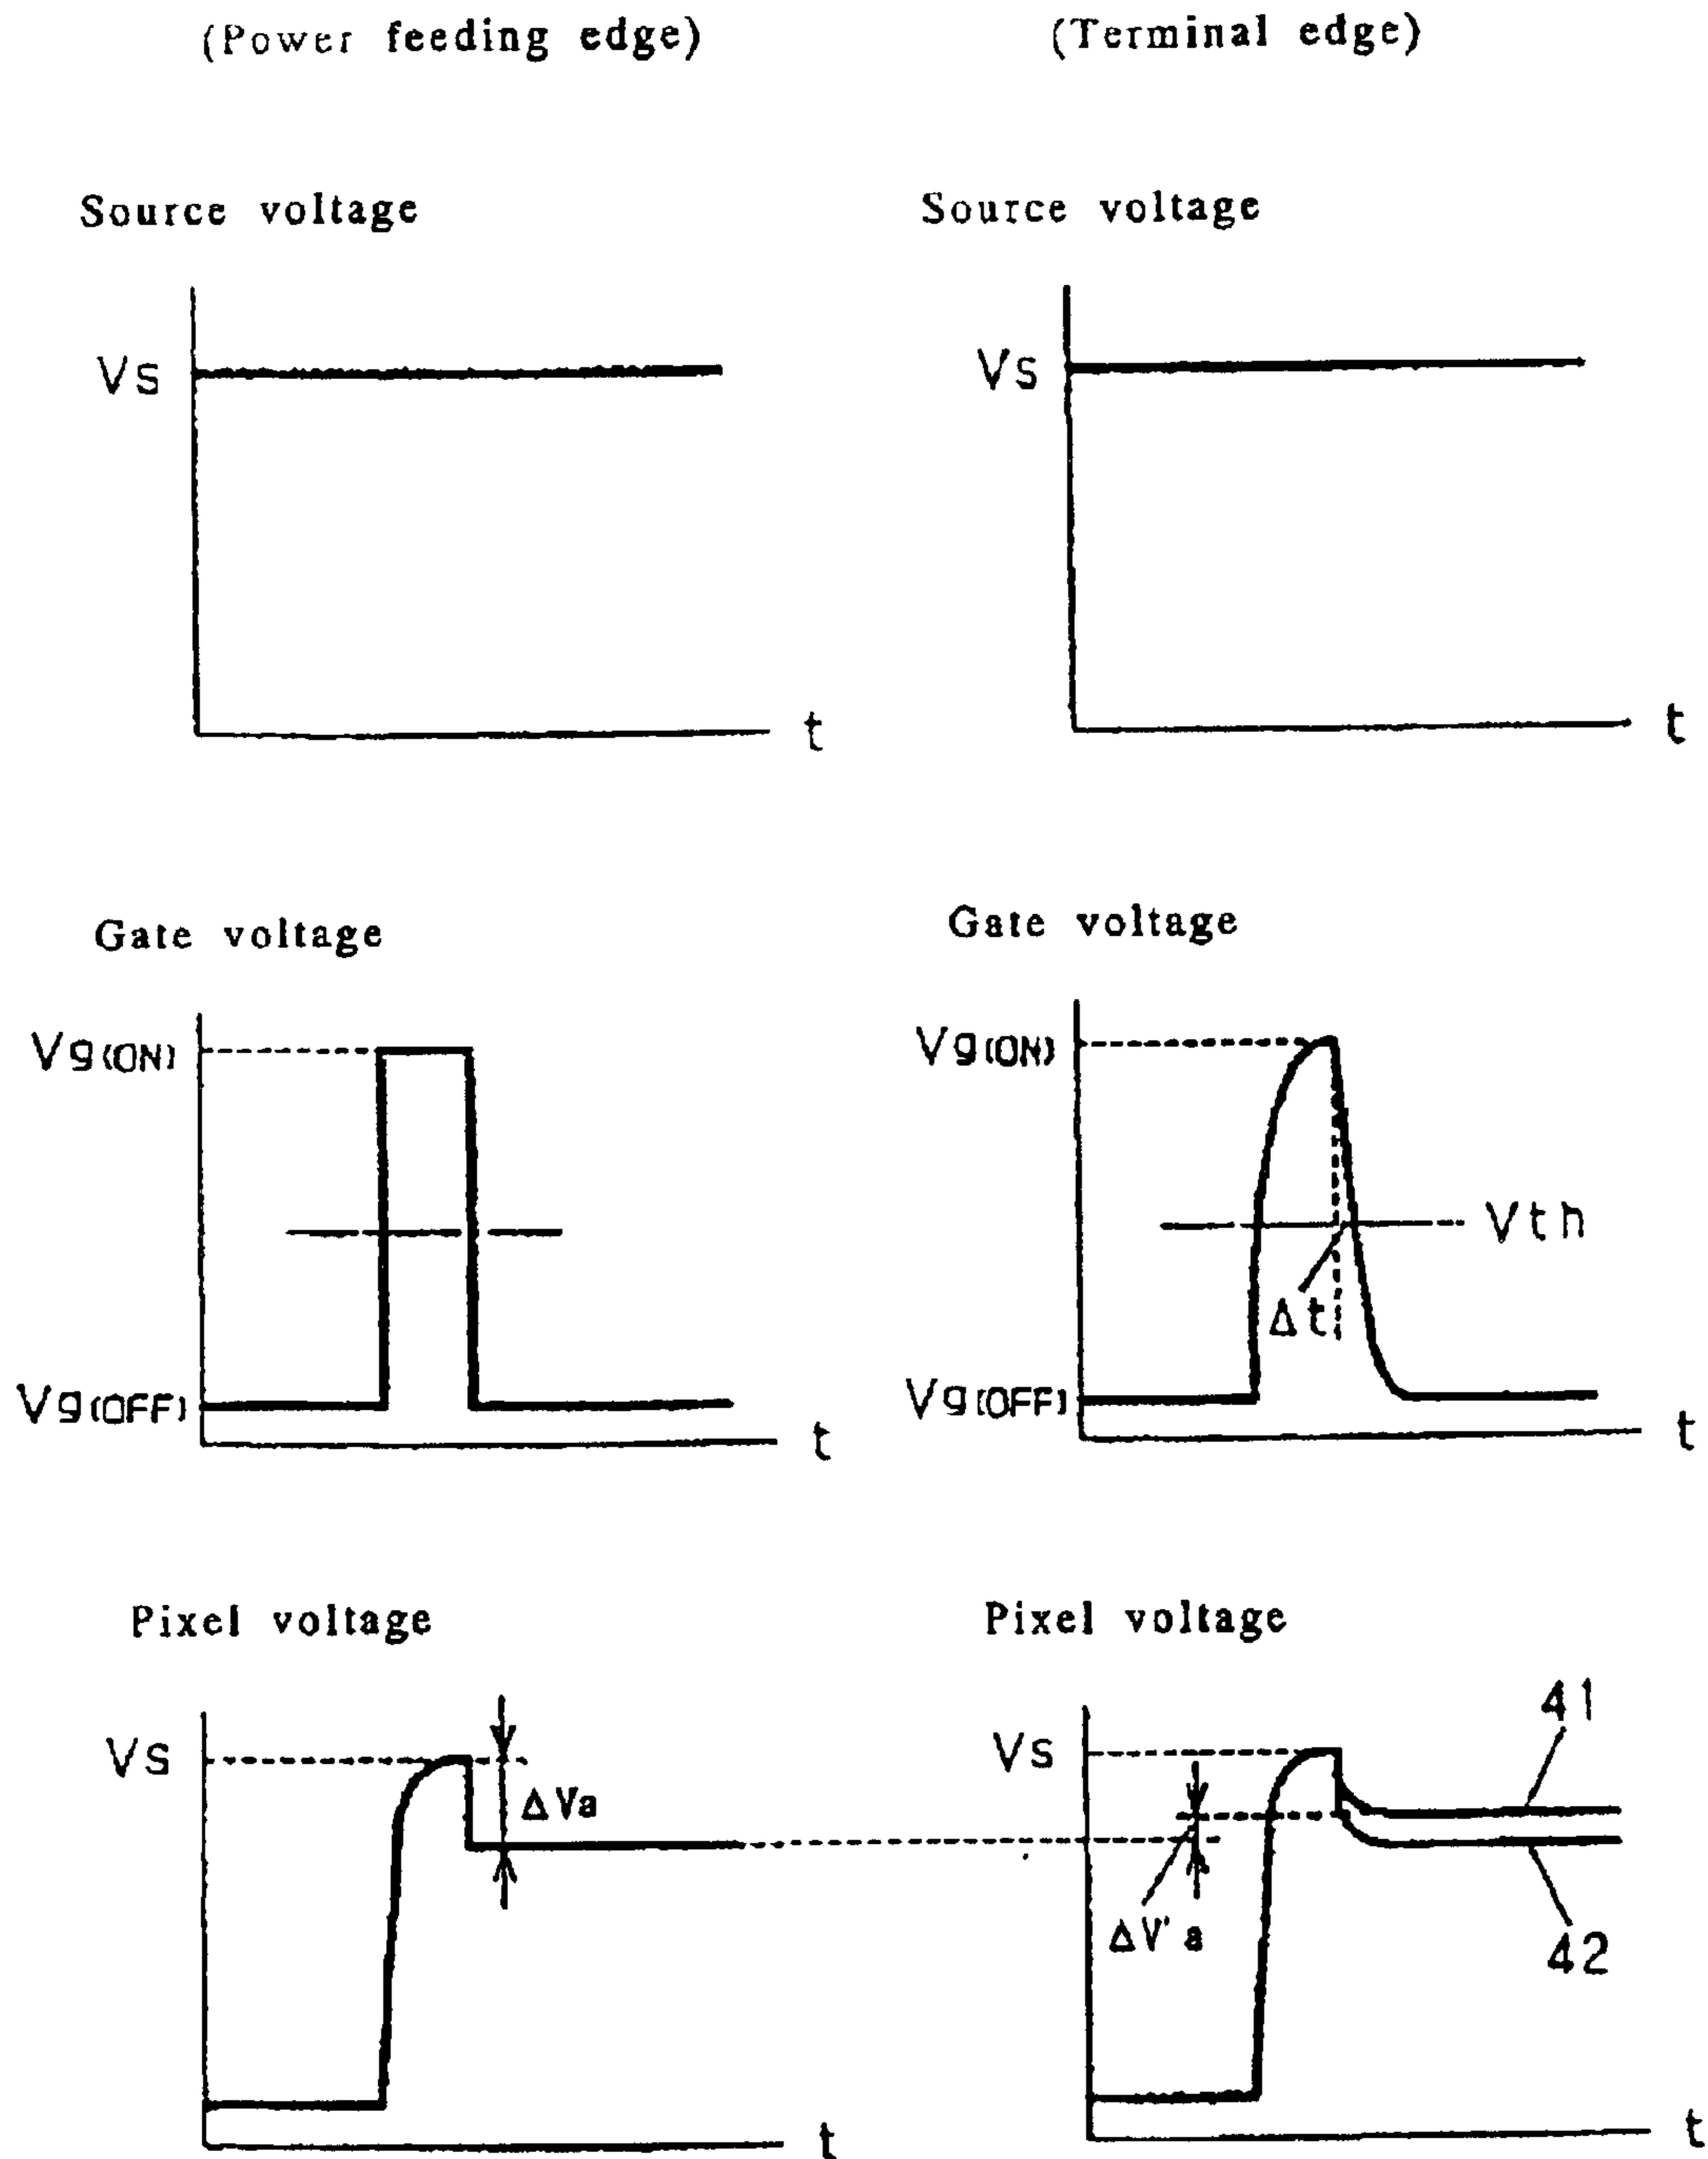 (Power feeding edge)
(Terminal edge)
Source voltage
Source voltage
Vs
t
Vs
t
Gate voltage
Gate voltage
Vg(ON)
Vg(OFF)
t
Vg(ON)
Vth
Δt
Vg(OFF)
t
Pixel voltage
Pixel voltage
Vs
ΔVa
t
Vs
41
ΔV'a
42
t